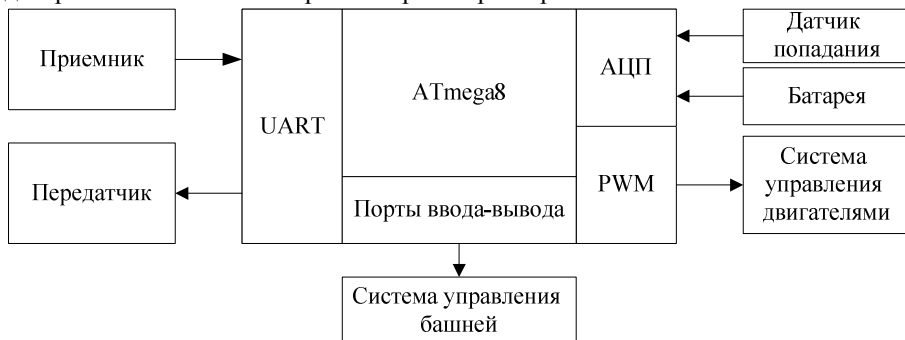 Приемник
Передатчик
UART
ATmega8
Порты ввода-вывода
АЦП
PWM
Датчик
попадания
Батарея
Система
управления
двигателями
Система управления
башней